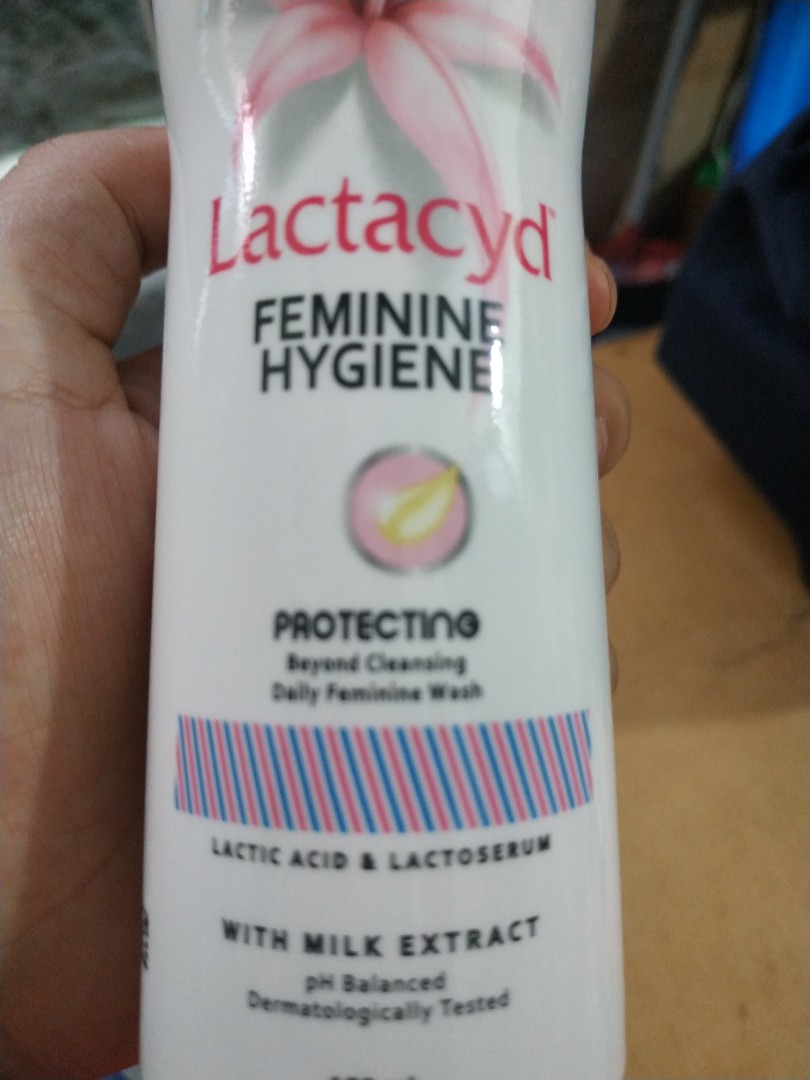 Lactacyd
FEMININE
HYGIENE
PROTECTING
Beyond Cleansing
Daily Feminine Wash
LACTIC ACID & LACTOSERUM
WITH MILK EXTRACT
pH Balanced
Dermatologically Tested